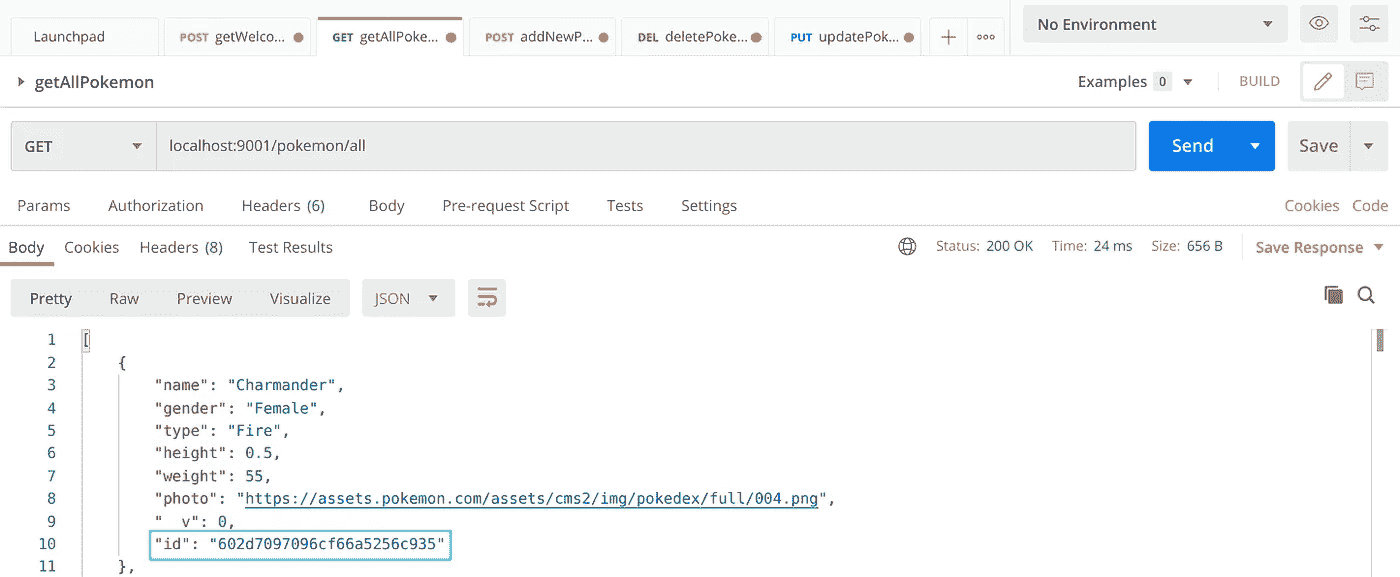 Launchpad POST getWelco... GET getAllPoke... POST addNewP... DEL deletePoke... PUT updatePok... No Environment
getAllPokemon Examples 0 BUILD
GET localhost:9001/pokemon/all Send Save
Params Authorization Headers (6) Body Pre-request Script Tests Settings Cookies Code
Body Cookies Headers (8) Test Results Status: 200 OK Time: 24 ms Size: 656 B Save Response
Pretty Raw Preview Visualize JSON
1 [
2 {
3 "name": "Charmander",
4 "gender": "Female",
5 "type": "Fire",
6 "height": 0.5,
7 "weight": 55,
8 "photo": "https://assets.pokemon.com/assets/cms2/img/pokedex/full/004.png",
9 "__v": 0,
10 "id": "602d7097096cf66a5256c935"
11 },